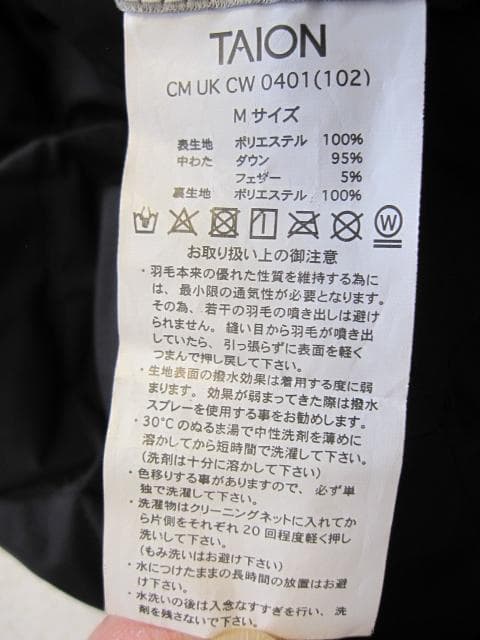 TAION
CM UK CW 0401(102)
M サイズ
表生地 ポリエステル 100%
中わた ダウン 95%
フェザー 5%
裏生地 ポリエステル 100%
W
お取り扱い上の御注意
・羽毛本来の優れた性質を維持する為に
は、最小限の通気性が必要となります。
その為、若干の羽毛の噴き出しは避け
られません。縫い目から羽毛が噴き出
していたら、引っ張らずに表面を軽く
つまんで押し戻して下さい。
・生地表面の撥水効果は着用する度に弱
まります。効果が弱まってきた際は撥水
スプレーを使用する事をお勧めします。
・30℃のぬるま湯で中性洗剤を薄めに
溶かしてから短時間で洗濯して下さい。
(洗剤は十分に溶かして下さい)
・色移りする事がありますので、必ず単
独で洗濯して下さい。
・洗濯物はクリーニングネットに入れてか
ら片側をそれぞれ 20 回程度軽く押し
洗いして下さい。
(もみ洗いはお避け下さい)
・水につけたままの長時間の放置はお避
け下さい。
・水洗いの後は入念なすすぎを行い、洗
剤を残さないで下さい。